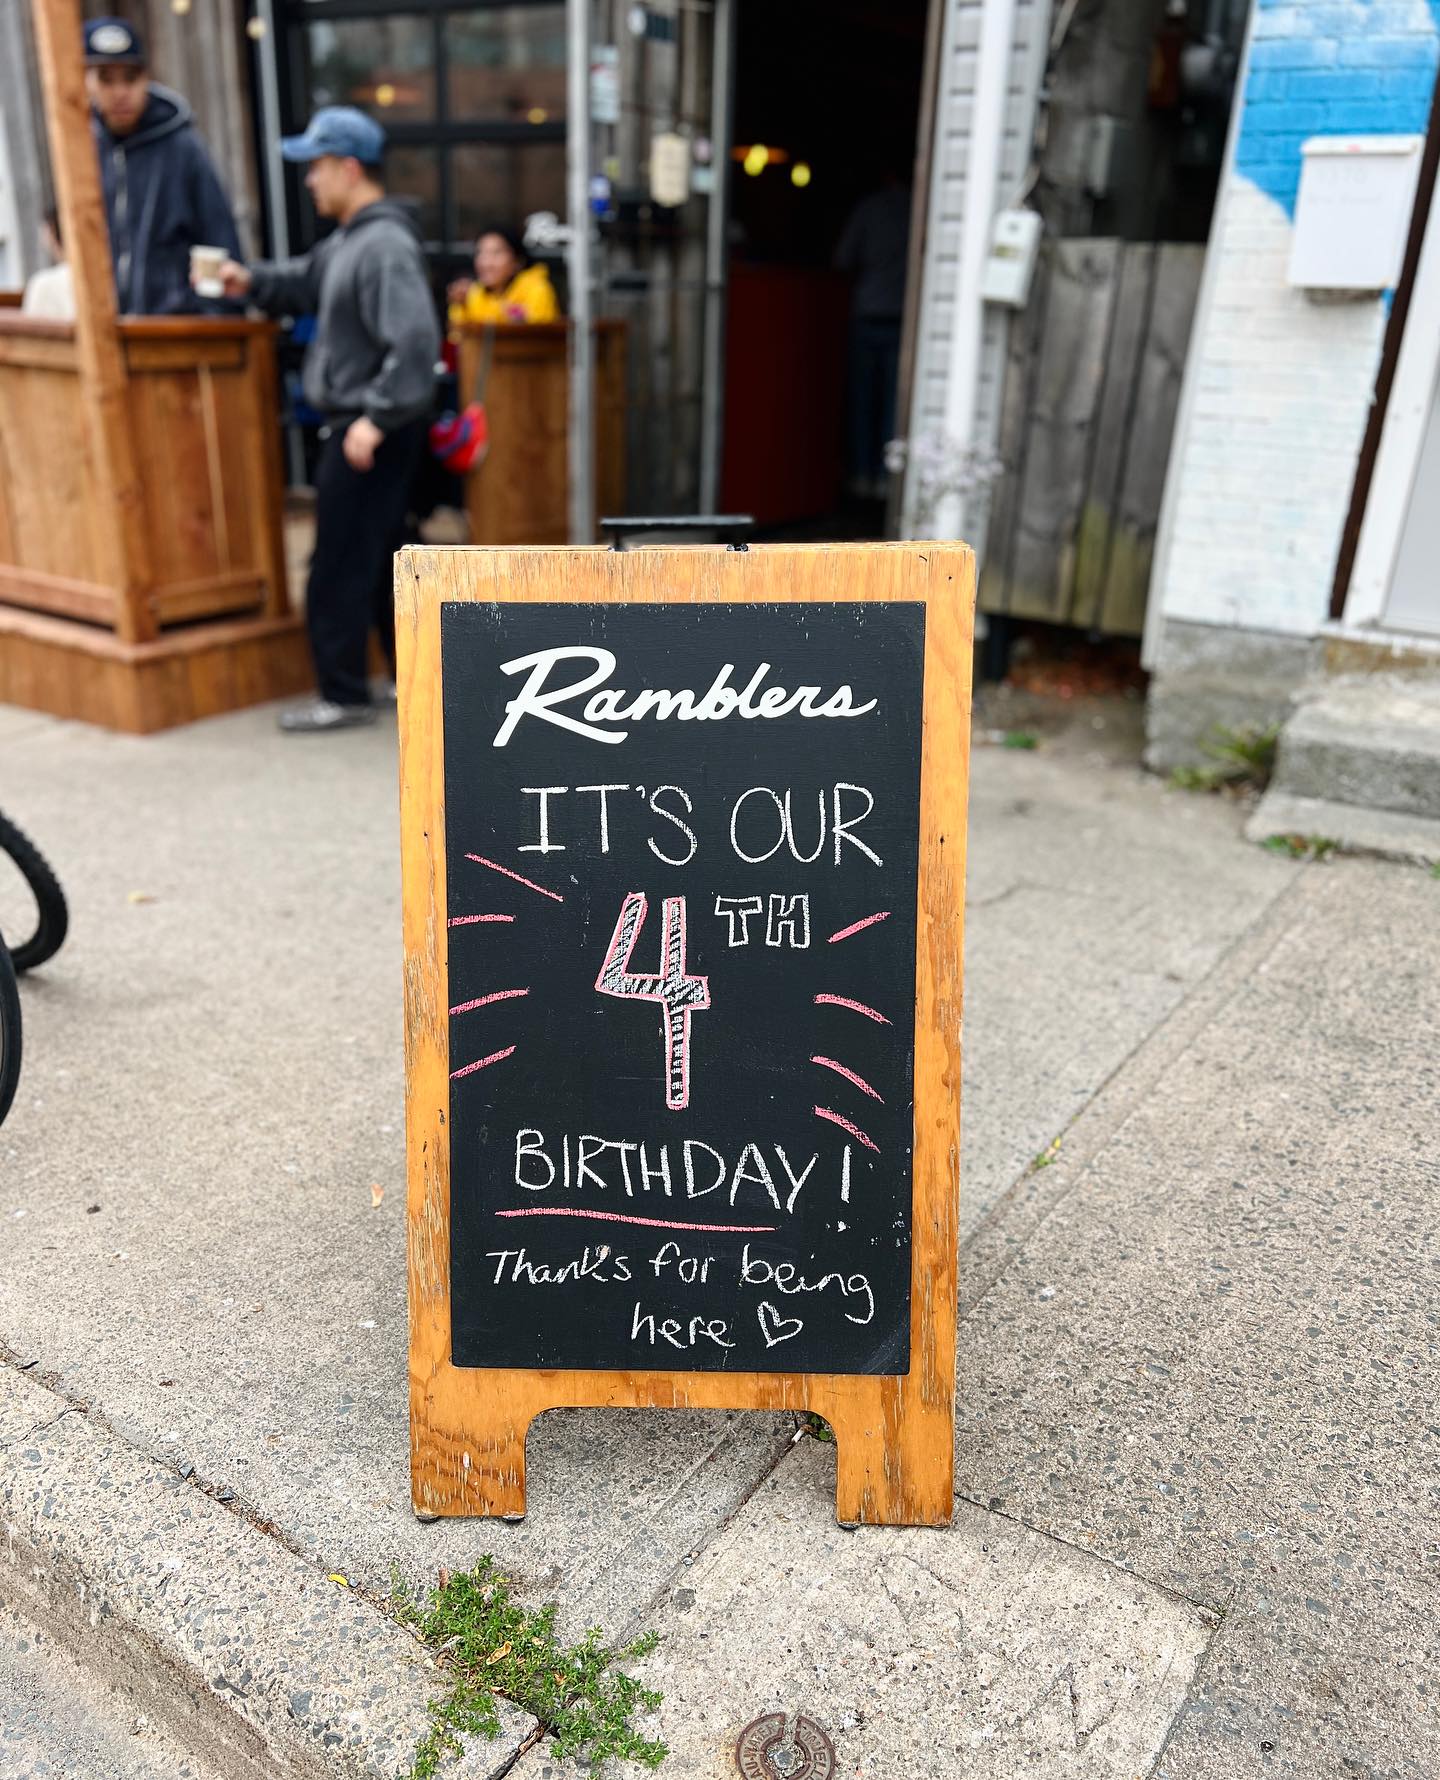 Ramblers
IT'S OUR
4TH
BIRTHDAY!
Thanks for being
here ♡